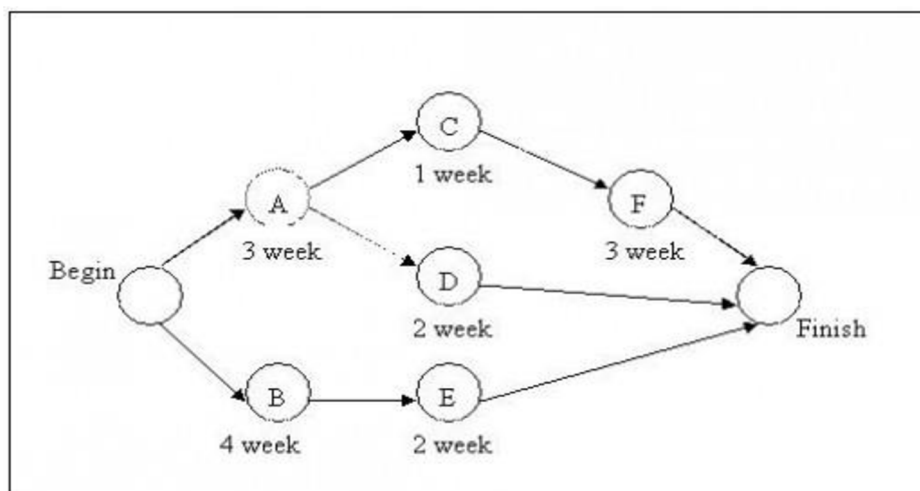 C
1 week
A
3 week
F
3 week
Begin
D
2 week
Finish
B
4 week
E
2 week